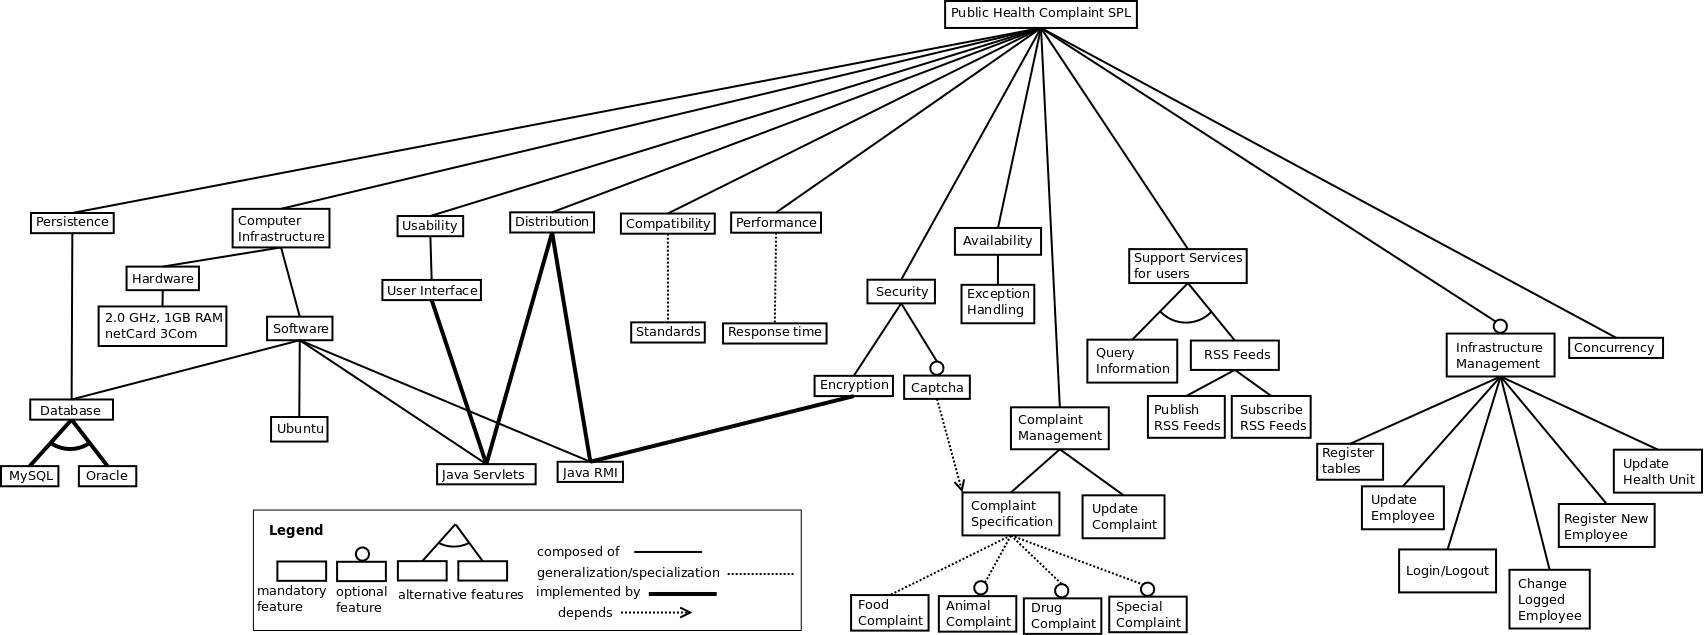 Public Health Complaint SPL
Persistence
Computer
Infrastructure
Usability
Distribution
Compatibility
Performance
Availability
Support Services
for users
Hardware
User Interface
Security
Exception
Handling
2.0 GHz, 1GB RAM
netCard 3Com
Software
Standards
Response time
Query
Information
RSS Feeds
Infrastructure
Management
Concurrency
Encryption
Captcha
Database
Ubuntu
Complaint
Management
Publish
RSS Feeds
Subscribe
RSS Feeds
MySQL
Oracle
Java Servlets
Java RMI
Register
tables
Update
Health Unit
Complaint
Specification
Update
Complaint
Update
Employee
Register New
Employee
Login/Logout
Change
Logged
Employee
Food
Complaint
Animal
Complaint
Drug
Complaint
Special
Complaint
Legend
mandatory
feature
optional
feature
alternative features
composed of
generalization/specialization
implemented by
depends